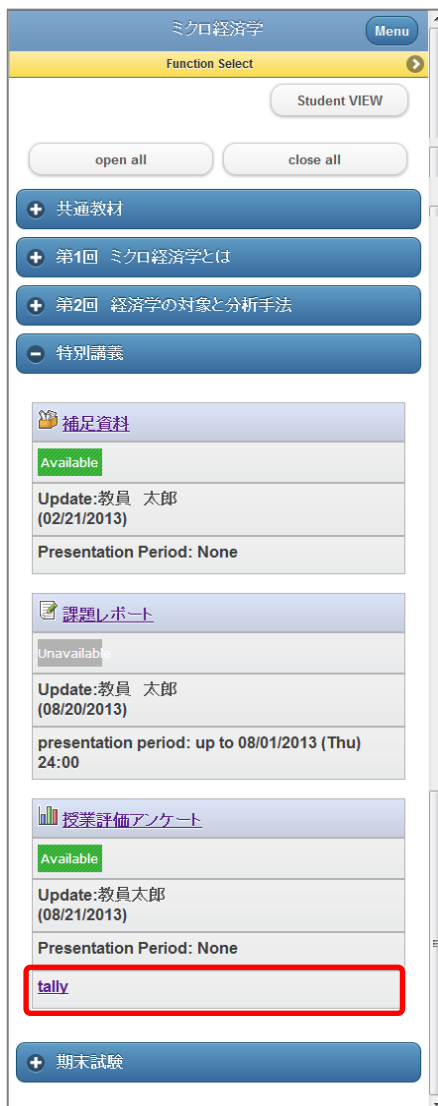 ミクロ経済学
Menu
Function Select
Student VIEW
open all
close all
共通教材
第1回 ミクロ経済学とは
第2回 経済学の対象と分析手法
特別講義
補足資料
Available
Update:教員 太郎
(02/21/2013)
Presentation Period: None
課題レポート
Unavailabl
Update:教員 太郎
(08/20/2013)
presentation period: up to 08/01/2013 (Thu)
24:00
授業評価アンケート
Available
Update:教員太郎
(08/21/2013)
Presentation Period: None
tally
期末試験